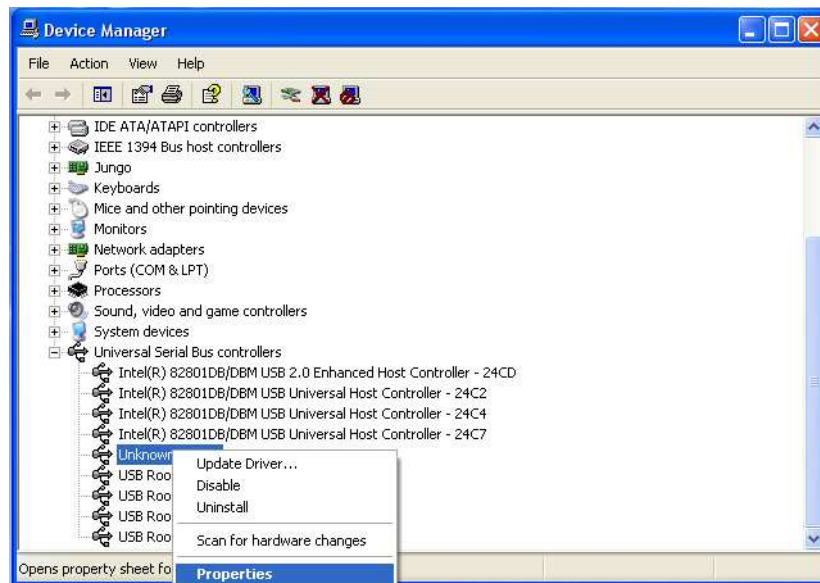 Device Manager
File Action View Help
IDE ATA/ATAPI controllers
IEEE 1394 Bus host controllers
Jungo
Keyboards
Mice and other pointing devices
Monitors
Network adapters
Ports (COM & LPT)
Processors
Sound, video and game controllers
System devices
Universal Serial Bus controllers
Intel(R) 82801DB/DBM USB 2.0 Enhanced Host Controller - 24CD
Intel(R) 82801DB/DBM USB Universal Host Controller - 24C2
Intel(R) 82801DB/DBM USB Universal Host Controller - 24C4
Intel(R) 82801DB/DBM USB Universal Host Controller - 24C7
Unknown
USB Roo
USB Roo
USB Roo
USB Roo
Update Driver...
Disable
Uninstall
Scan for hardware changes
Properties
Opens property sheet fo